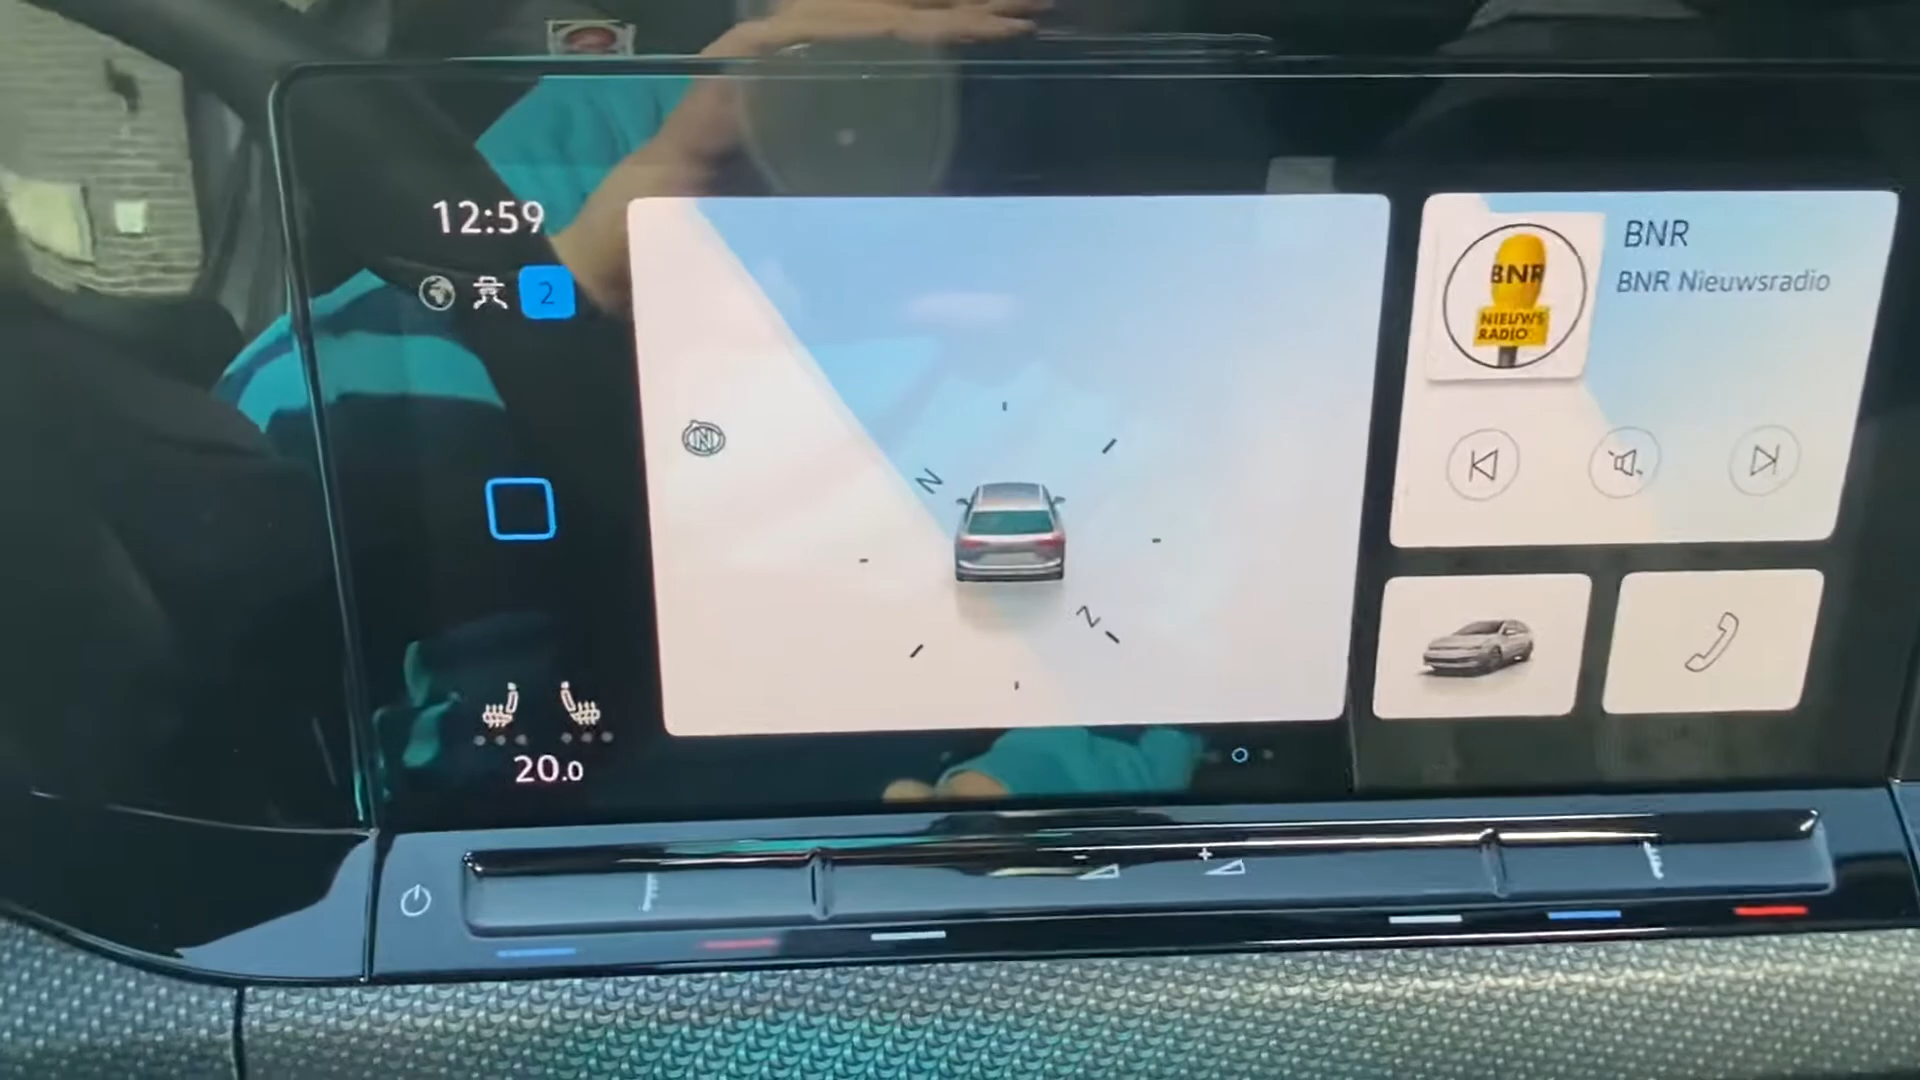 12:59
2
BNR
BNR Nieuwsradio
BNR
NIEUWS
RADIO
N
N
Z
20.0